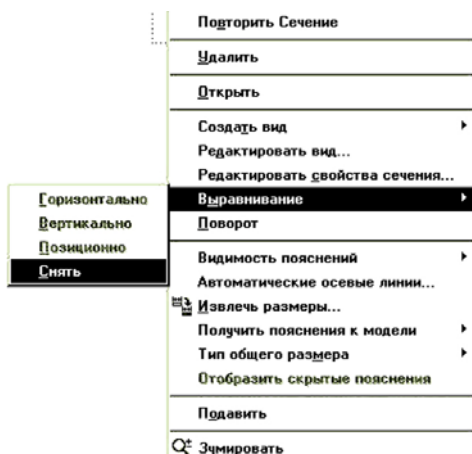 Повторить Сечение
Удалить
Открыть
Создать вид
Редактировать вид...
Редактировать свойства сечения...
Выравнивание
Горизонтально
Вертикально
Позиционно
Снять
Поворот
Видимость пояснений
Автоматические осевые линии...
Извлечь размеры...
Получить пояснения к модели
Тип общего размера
Отобразить скрытые пояснения
Подавить
Зумировать